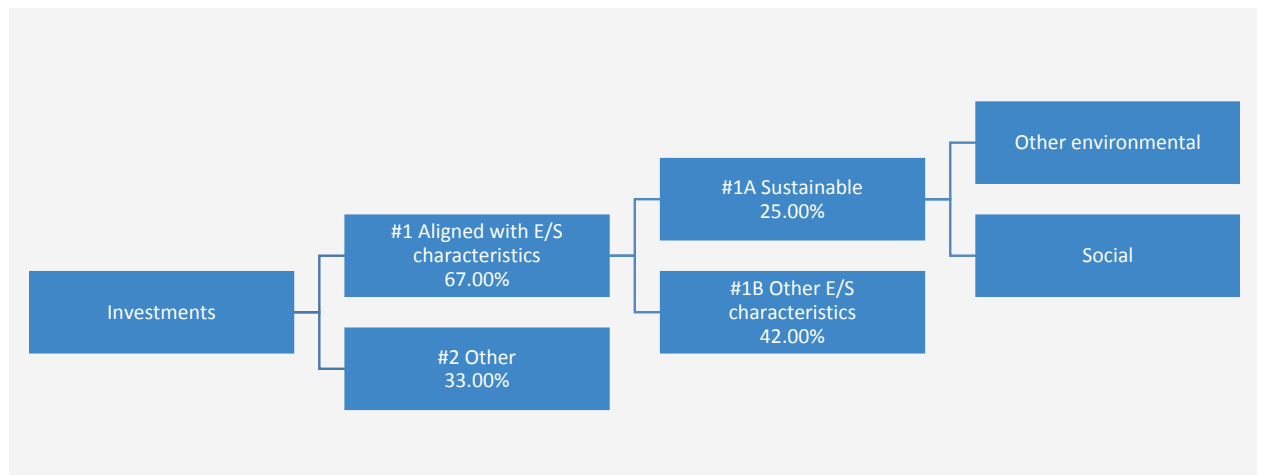 Investments
#1 Aligned with E/S
characteristics
67.00%
#2 Other
33.00%
#1A Sustainable
25.00%
#1B Other E/S
characteristics
42.00%
Other environmental
Social